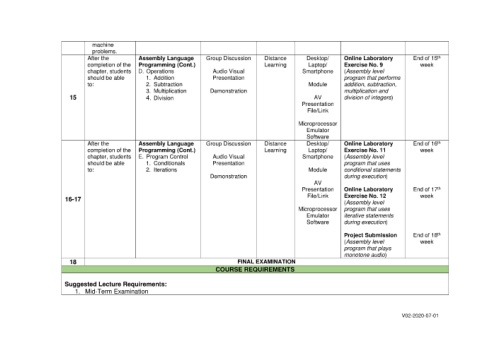 machine
problems.
15
After the
completion of the
chapter, students
should be able
to:
Assembly Language
Programming (Cont.)
D. Operations
1. Addition
2. Subtraction
3. Multiplication
4. Division
Group Discussion
Audio Visual
Presentation
Demonstration
Distance
Learning
Desktop/
Laptop/
Smartphone
Module
AV
Presentation
File/Link
Microprocessor
Emulator
Software
Online Laboratory
Exercise No. 9
(Assembly level
program that performs
addition, subtraction,
multiplication and
division of integers)
End of 15th
week
16-17
After the
completion of the
chapter, students
should be able
to:
Assembly Language
Programming (Cont.)
E. Program Control
1. Conditionals
2. Iterations
Group Discussion
Audio Visual
Presentation
Demonstration
Distance
Learning
Desktop/
Laptop/
Smartphone
Module
AV
Presentation
File/Link
Microprocessor
Emulator
Software
Online Laboratory
Exercise No. 11
(Assembly level
program that uses
conditional statements
during execution)
Online Laboratory
Exercise No. 12
(Assembly level
program that uses
iterative statements
during execution)
Project Submission
(Assembly level
program that plays
monotone audio)
End of 16th
week
End of 17th
week
End of 18th
week
18
FINAL EXAMINATION
COURSE REQUIREMENTS
Suggested Lecture Requirements:
1. Mid-Term Examination
V02-2020-07-01